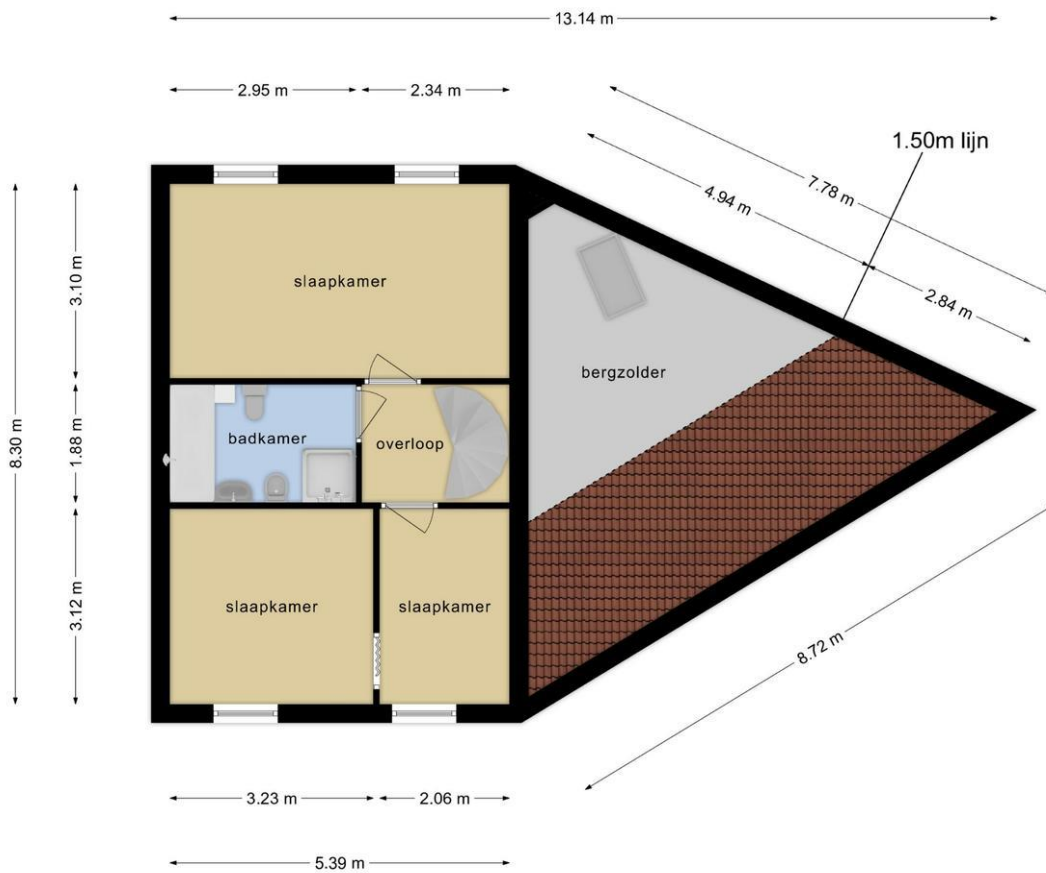 13.14 m
2.95 m
2.34 m
1.50m lijn
7.78 m
4.94 m
2.84 m
3.10 m
slaapkamer
bergzolder
8.30 m
1.88 m
badkamer
overloop
3.12 m
slaapkamer
slaapkamer
8.72 m
3.23 m
2.06 m
5.39 m